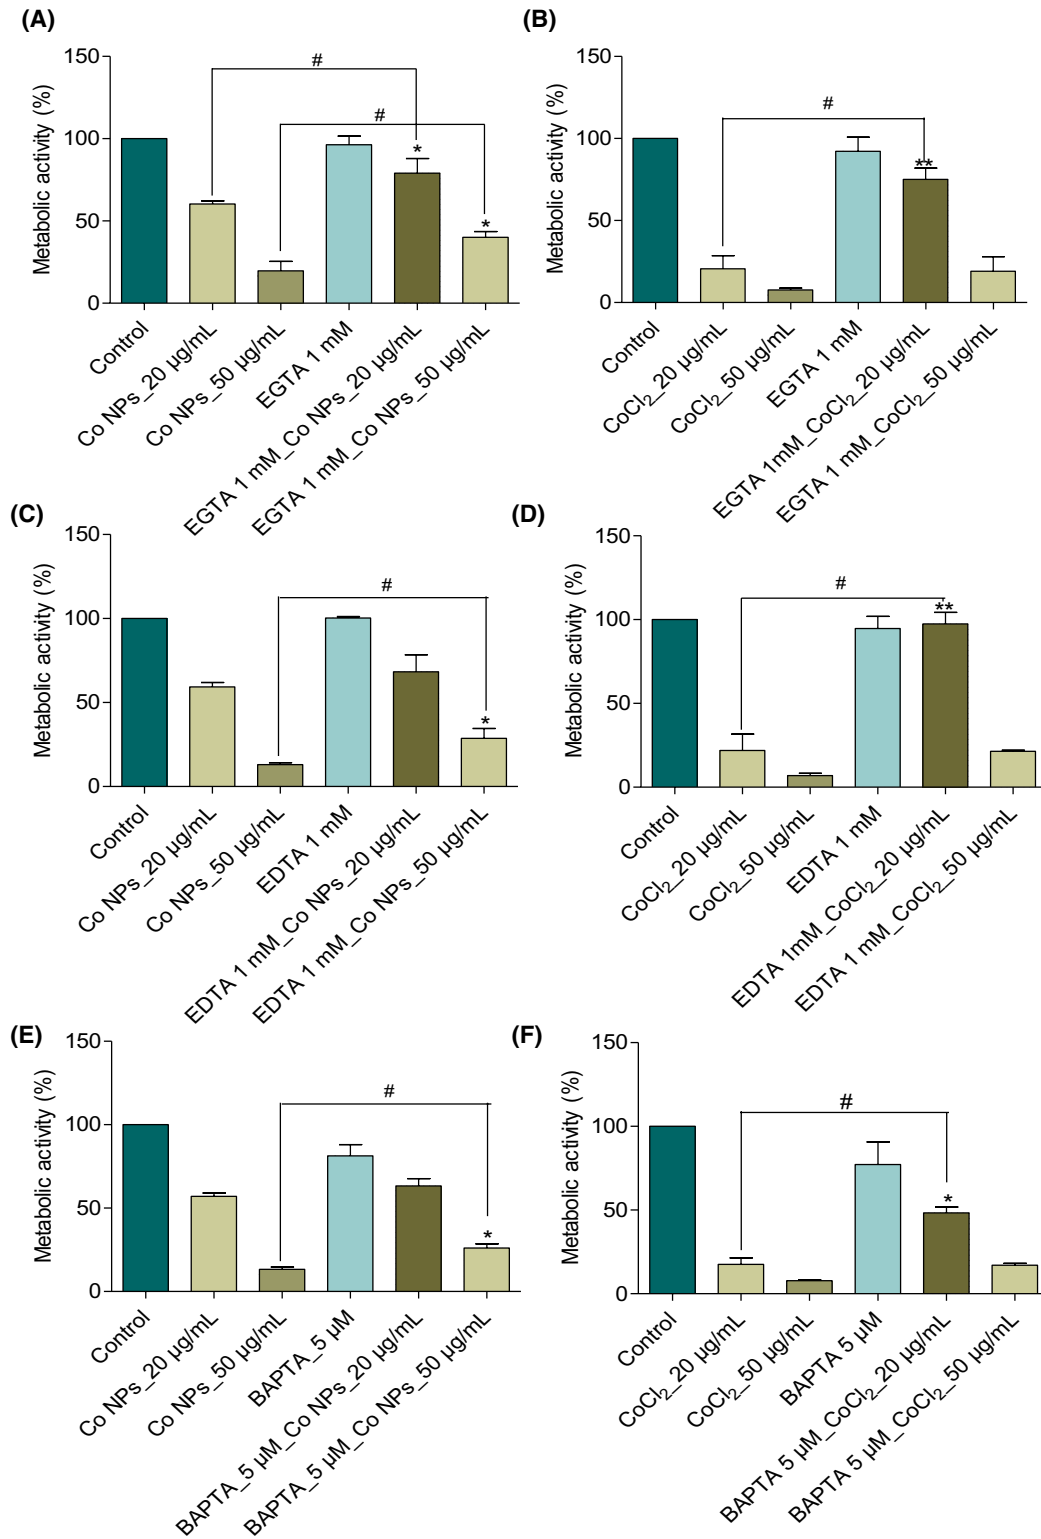 (A)
Metabolic activity (%)
150
100
50
0
#
#
*
*
Control
Co NPs_20 µg/mL
Co NPs_50 µg/mL
EGTA 1 mM
EGTA 1 mM_Co NPs_20 µg/mL
EGTA 1 mM_Co NPs_50 µg/mL
(B)
Metabolic activity (%)
150
100
50
0
#
**
Control
CoCl₂_20 µg/mL
CoCl₂_50 µg/mL
EGTA 1 mM
EGTA 1mM_CoCl₂_20 µg/mL
EGTA 1 mM_CoCl₂_50 µg/mL
(C)
Metabolic activity (%)
150
100
50
0
#
*
Control
Co NPs_20 µg/mL
Co NPs_50 µg/mL
EDTA 1 mM
EDTA 1 mM_Co NPs_20 µg/mL
EDTA 1 mM_Co NPs_50 µg/mL
(D)
Metabolic activity (%)
150
100
50
0
#
**
Control
CoCl₂_20 µg/mL
CoCl₂_50 µg/mL
EDTA 1 mM
EDTA 1mM_CoCl₂_20 µg/mL
EDTA 1 mM_CoCl₂_50 µg/mL
(E)
Metabolic activity (%)
150
100
50
0
#
*
Control
Co NPs_20 µg/mL
Co NPs_50 µg/mL
BAPTA_5 µM
BAPTA_5 µM_Co NPs_20 µg/mL
BAPTA_5 µM_Co NPs_50 µg/mL
(F)
Metabolic activity (%)
150
100
50
0
#
*
Control
CoCl₂_20 µg/mL
CoCl₂_50 µg/mL
BAPTA 5 µM
BAPTA 5 µM_CoCl₂_20 µg/mL
BAPTA 5 µM_CoCl₂_50 µg/mL